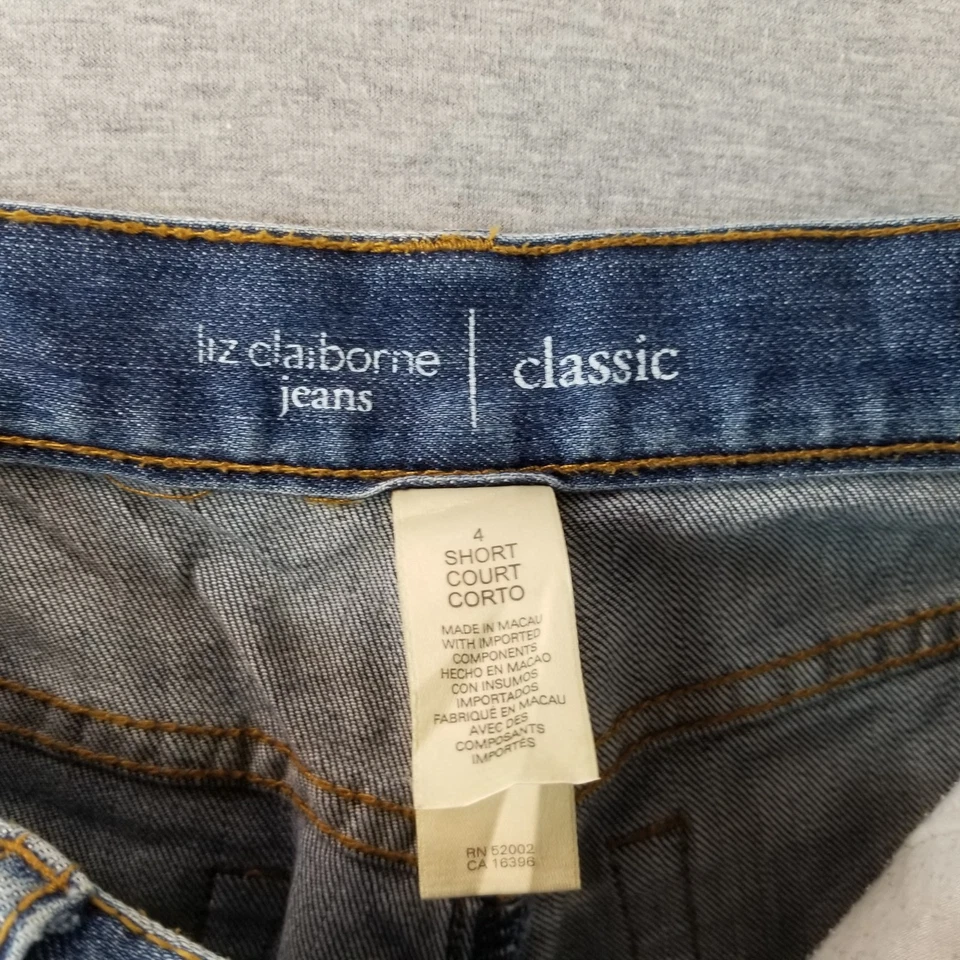 liz claiborne
jeans
classic
4
SHORT
COURT
CORTO
MADE IN MACAU
WITH IMPORTED
COMPONENTS
HECHO EN MACAO
CON INSUMOS
IMPORTADOS
FABRIQUÉ EN MACAU
AVEC DES
COMPOSANTS
IMPORTÉS
RN 52002
CA 16396